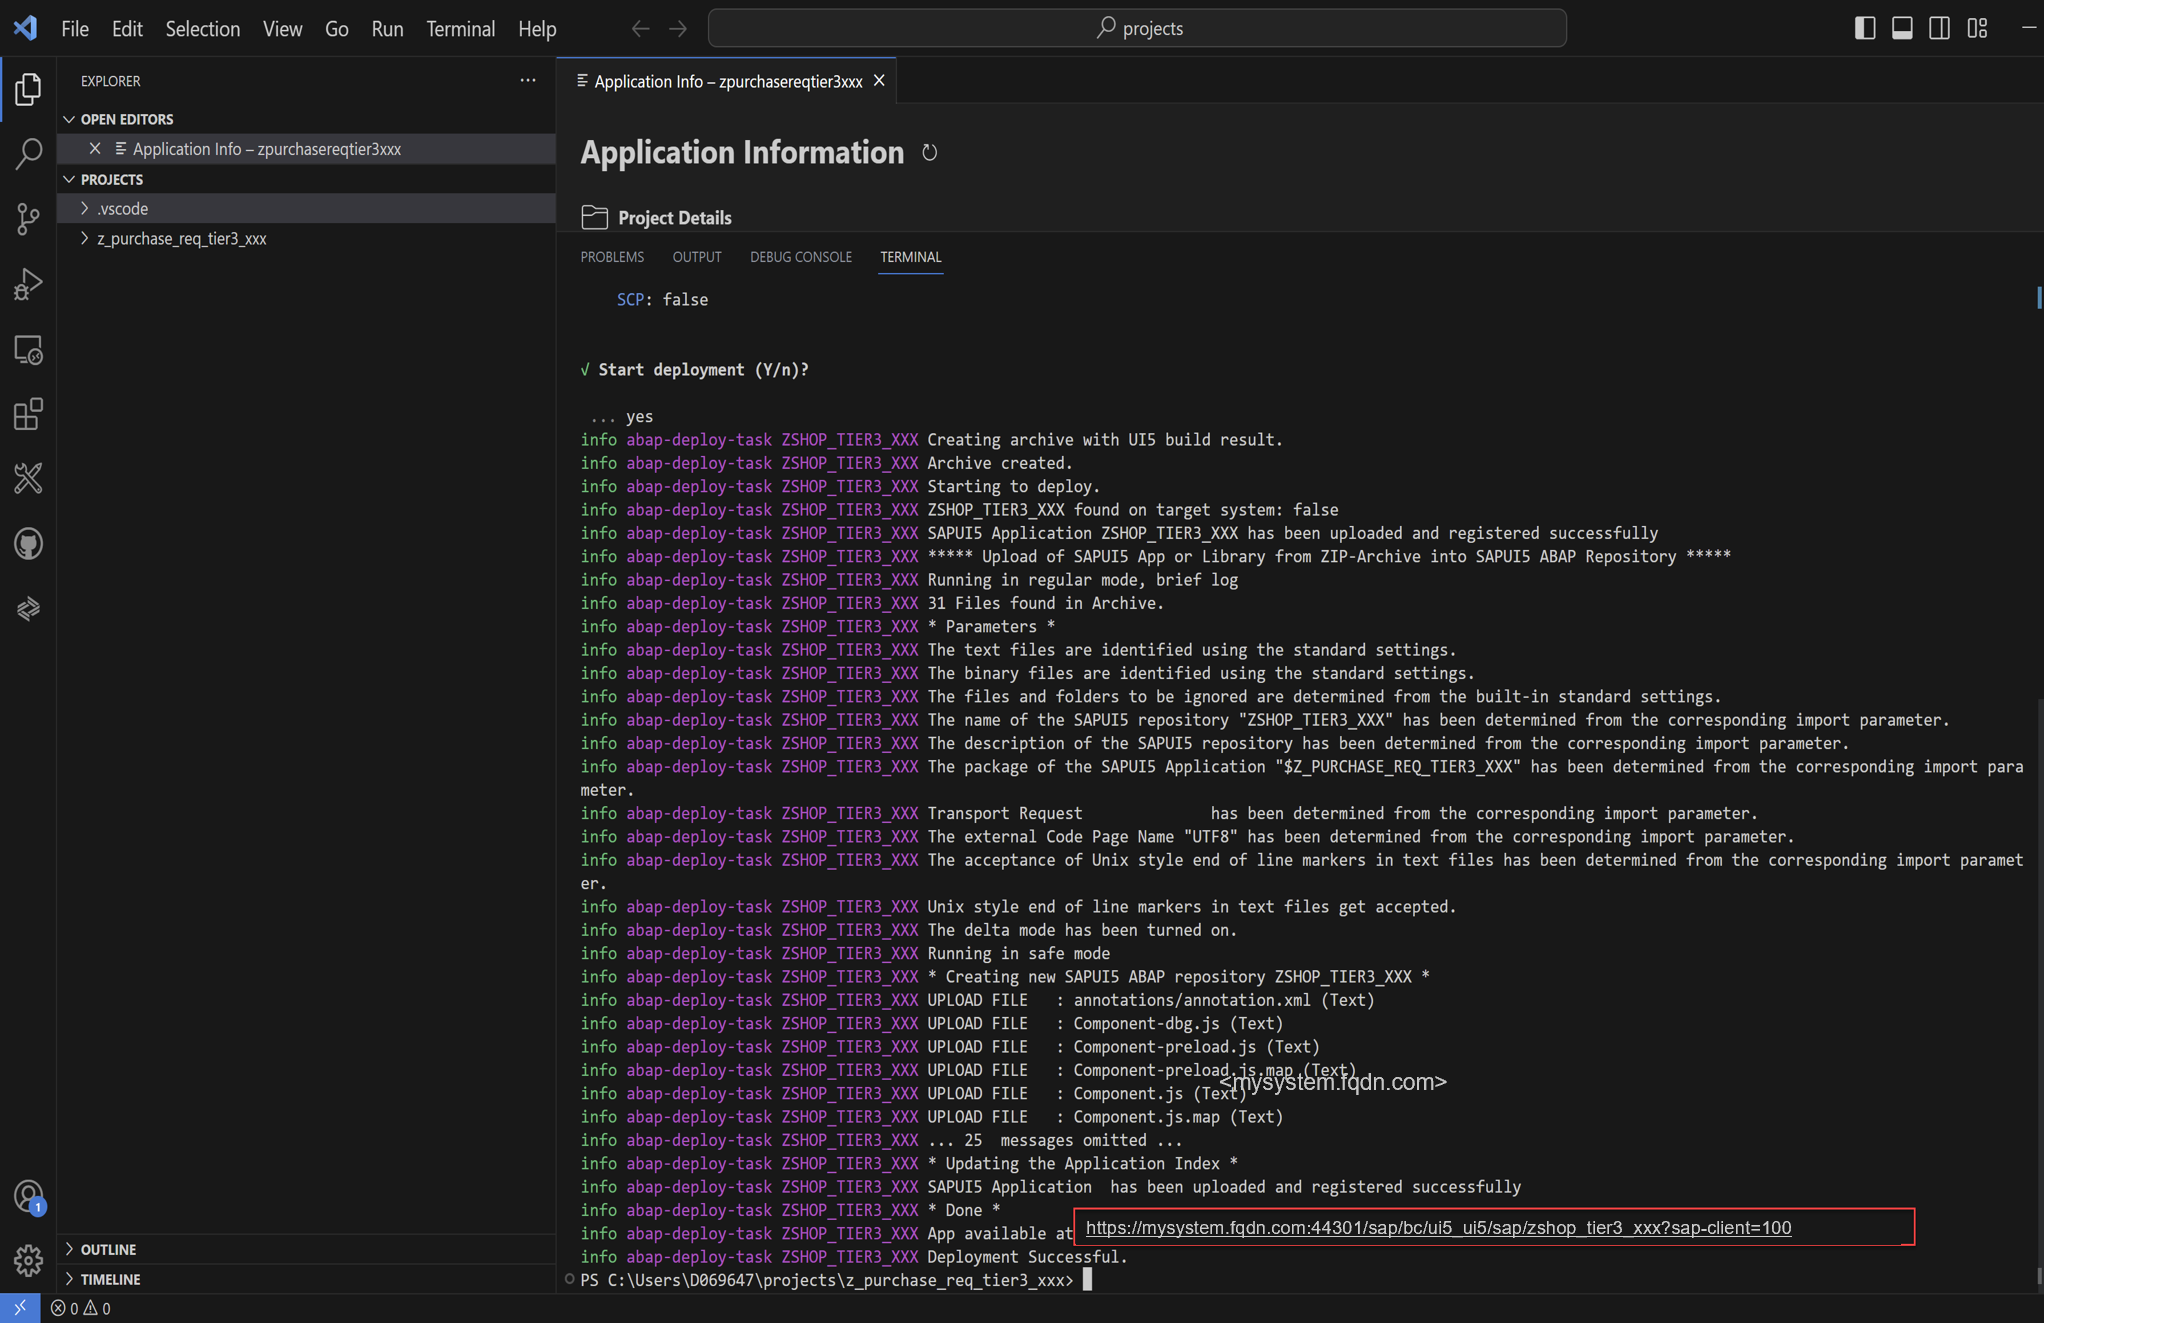 File Edit Selection View Go Run Terminal Help
projects
EXPLORER
OPEN EDITORS
Application Info – zpurchasereqtier3xxx
PROJECTS
.vscode
z_purchase_req_tier3_xxx
Application Info – zpurchasereqtier3xxx
Application Information
Project Details
PROBLEMS OUTPUT DEBUG CONSOLE TERMINAL
SCP: false
√ Start deployment (Y/n)?
... yes
info abap-deploy-task ZSHOP_TIER3_XXX Creating archive with UI5 build result.
info abap-deploy-task ZSHOP_TIER3_XXX Archive created.
info abap-deploy-task ZSHOP_TIER3_XXX Starting to deploy.
info abap-deploy-task ZSHOP_TIER3_XXX ZSHOP_TIER3_XXX found on target system: false
info abap-deploy-task ZSHOP_TIER3_XXX SAPUI5 Application ZSHOP_TIER3_XXX has been uploaded and registered successfully
info abap-deploy-task ZSHOP_TIER3_XXX ***** Upload of SAPUI5 App or Library from ZIP-Archive into SAPUI5 ABAP Repository *****
info abap-deploy-task ZSHOP_TIER3_XXX Running in regular mode, brief log
info abap-deploy-task ZSHOP_TIER3_XXX 31 Files found in Archive.
info abap-deploy-task ZSHOP_TIER3_XXX * Parameters *
info abap-deploy-task ZSHOP_TIER3_XXX The text files are identified using the standard settings.
info abap-deploy-task ZSHOP_TIER3_XXX The binary files are identified using the standard settings.
info abap-deploy-task ZSHOP_TIER3_XXX The files and folders to be ignored are determined from the built-in standard settings.
info abap-deploy-task ZSHOP_TIER3_XXX The name of the SAPUI5 repository "ZSHOP_TIER3_XXX" has been determined from the corresponding import parameter.
info abap-deploy-task ZSHOP_TIER3_XXX The description of the SAPUI5 repository has been determined from the corresponding import parameter.
info abap-deploy-task ZSHOP_TIER3_XXX The package of the SAPUI5 Application "$Z_PURCHASE_REQ_TIER3_XXX" has been determined from the corresponding import para
meter.
info abap-deploy-task ZSHOP_TIER3_XXX Transport Request has been determined from the corresponding import parameter.
info abap-deploy-task ZSHOP_TIER3_XXX The external Code Page Name "UTF8" has been determined from the corresponding import parameter.
info abap-deploy-task ZSHOP_TIER3_XXX The acceptance of Unix style end of line markers in text files has been determined from the corresponding import paramet
er.
info abap-deploy-task ZSHOP_TIER3_XXX Unix style end of line markers in text files get accepted.
info abap-deploy-task ZSHOP_TIER3_XXX The delta mode has been turned on.
info abap-deploy-task ZSHOP_TIER3_XXX Running in safe mode
info abap-deploy-task ZSHOP_TIER3_XXX * Creating new SAPUI5 ABAP repository ZSHOP_TIER3_XXX *
info abap-deploy-task ZSHOP_TIER3_XXX UPLOAD FILE : annotations/annotation.xml (Text)
info abap-deploy-task ZSHOP_TIER3_XXX UPLOAD FILE : Component-dbg.js (Text)
info abap-deploy-task ZSHOP_TIER3_XXX UPLOAD FILE : Component-preload.js (Text)
info abap-deploy-task ZSHOP_TIER3_XXX UPLOAD FILE : Component-preload.js.map (Text)
<mysystem.fqdn.com>
info abap-deploy-task ZSHOP_TIER3_XXX UPLOAD FILE : Component.js (Text)
info abap-deploy-task ZSHOP_TIER3_XXX UPLOAD FILE : Component.js.map (Text)
info abap-deploy-task ZSHOP_TIER3_XXX ... 25 messages omitted ...
info abap-deploy-task ZSHOP_TIER3_XXX * Updating the Application Index *
info abap-deploy-task ZSHOP_TIER3_XXX SAPUI5 Application has been uploaded and registered successfully
info abap-deploy-task ZSHOP_TIER3_XXX * Done *
info abap-deploy-task ZSHOP_TIER3_XXX App available at https://mysystem.fqdn.com:44301/sap/bc/ui5_ui5/sap/zshop_tier3_xxx?sap-client=100
info abap-deploy-task ZSHOP_TIER3_XXX Deployment Successful.
PS C:\Users\D069647\projects\z_purchase_req_tier3_xxx>
1
OUTLINE
TIMELINE
0 0